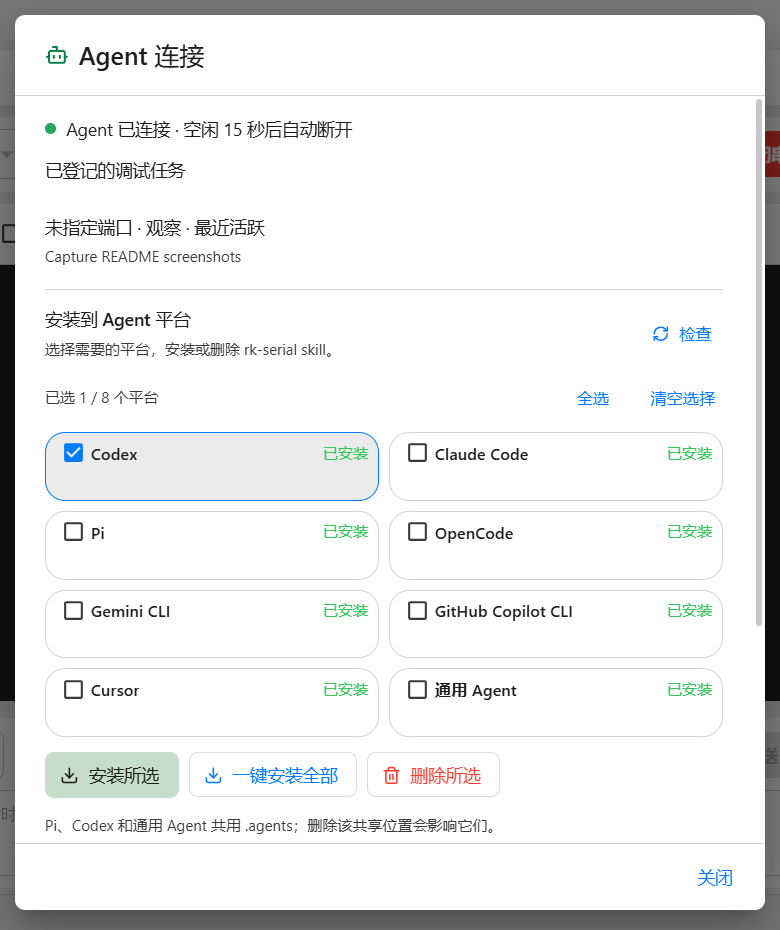 Agent 连接
Agent 已连接 · 空闲 15 秒后自动断开
已登记的调试任务
未指定端口 · 观察 · 最近活跃
Capture README screenshots
安装到 Agent 平台
检查
选择需要的平台，安装或删除 rk-serial skill。
已选 1 / 8 个平台
全选
清空选择
Codex 已安装
Claude Code 已安装
Pi 已安装
OpenCode 已安装
Gemini CLI 已安装
GitHub Copilot CLI 已安装
Cursor 已安装
通用 Agent 已安装
安装所选
一键安装全部
删除所选
Pi、Codex 和通用 Agent 共用 .agents；删除该共享位置会影响它们。
时
关闭